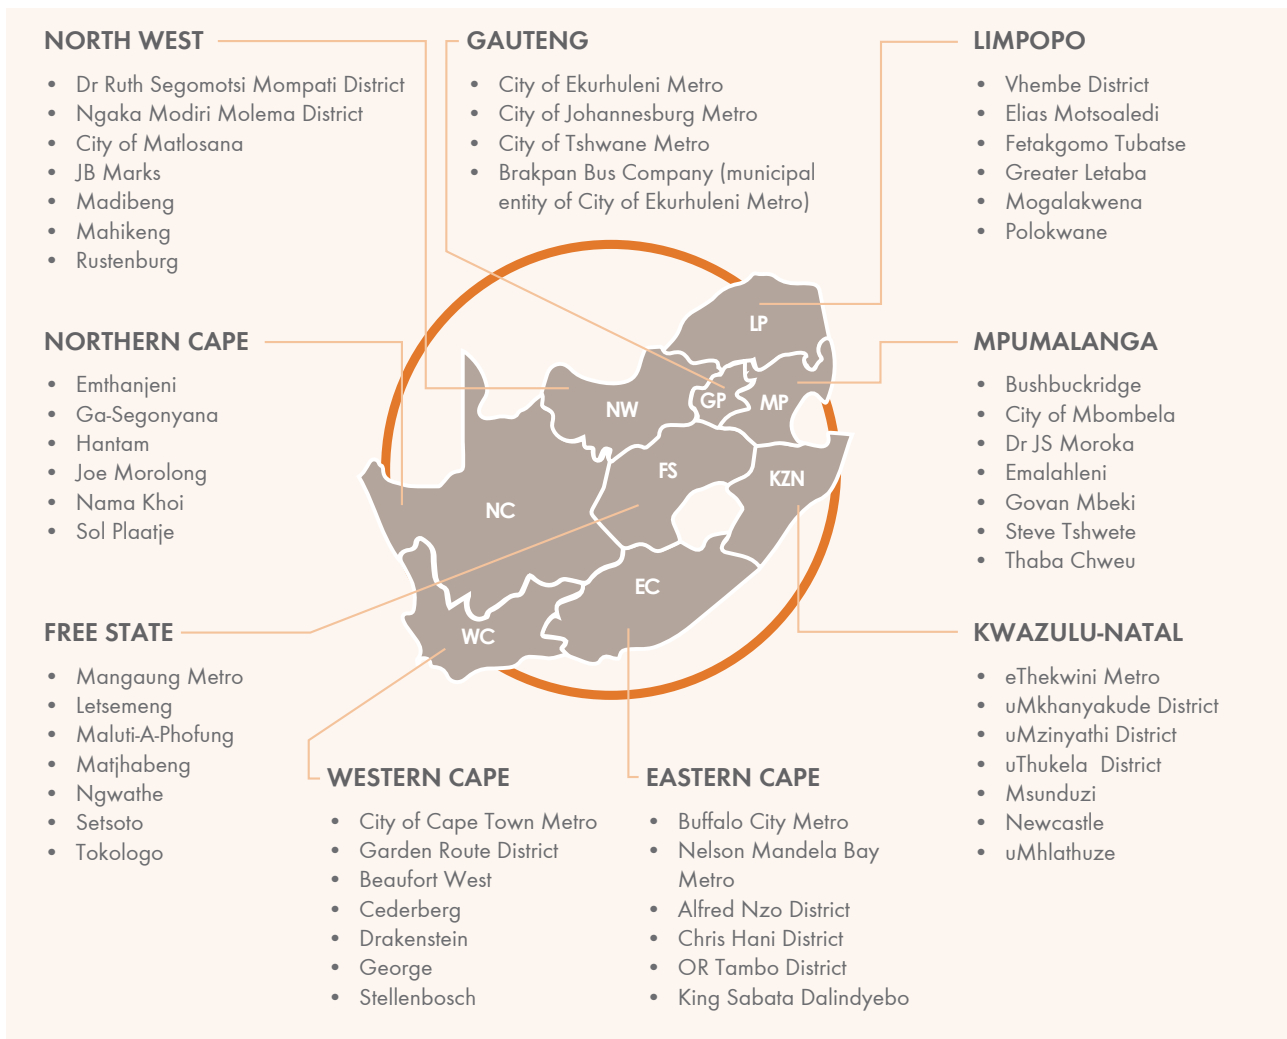 NORTH WEST
• Dr Ruth Segomotsi Mompati District
• Ngaka Modiri Molema District
• City of Matlosana
• JB Marks
• Madibeng
• Mahikeng
• Rustenburg
GAUTENG
• City of Ekurhuleni Metro
• City of Johannesburg Metro
• City of Tshwane Metro
• Brakpan Bus Company (municipal
entity of City of Ekurhuleni Metro)
LIMPOPO
• Vhembe District
• Elias Motsoaledi
• Fetakgomo Tubatse
• Greater Letaba
• Mogalakwena
• Polokwane
NORTHERN CAPE
• Emthanjeni
• Ga-Segonyana
• Hantam
• Joe Morolong
• Nama Khoi
• Sol Plaatje
LP
NW
GP
MP
FS
KZN
NC
EC
WC
MPUMALANGA
• Bushbuckridge
• City of Mbombela
• Dr JS Moroka
• Emalahleni
• Govan Mbeki
• Steve Tshwete
• Thaba Chweu
FREE STATE
• Mangaung Metro
• Letsemeng
• Maluti-A-Phofung
• Matjhabeng
• Ngwathe
• Setsoto
• Tokologo
WESTERN CAPE
• City of Cape Town Metro
• Garden Route District
• Beaufort West
• Cederberg
• Drakenstein
• George
• Stellenbosch
EASTERN CAPE
• Buffalo City Metro
• Nelson Mandela Bay
Metro
• Alfred Nzo District
• Chris Hani District
• OR Tambo District
• King Sabata Dalindyebo
KWAZULU-NATAL
• eThekwini Metro
• uMkhanyakude District
• uMzinyathi District
• uThukela District
• Msunduzi
• Newcastle
• uMhlathuze